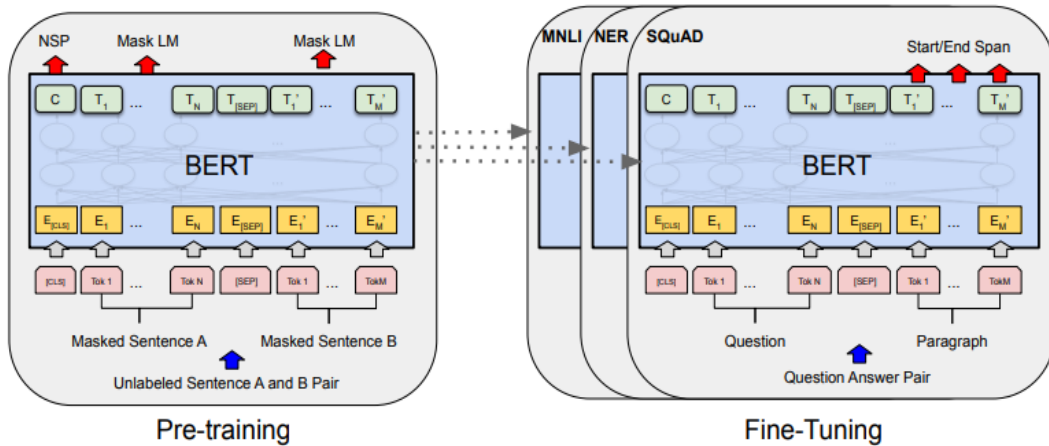 NSP Mask LM Mask LM
C T1 ... TN T[SEP] T1' ... TM'
BERT
E[CLS] E1 ... EN E[SEP] E1' ... EM'
[CLS] Tok 1 ... Tok N [SEP] Tok 1 ... TokM
Masked Sentence A Masked Sentence B
Unlabeled Sentence A and B Pair
Pre-training
MNLI NER SQuAD
Start/End Span
C T1 ... TN T[SEP] T1' ... TM'
BERT
E[CLS] E1 ... EN E[SEP] E1' ... EM'
[CLS] Tok 1 ... Tok N [SEP] Tok 1 ... TokM
Question Paragraph
Question Answer Pair
Fine-Tuning